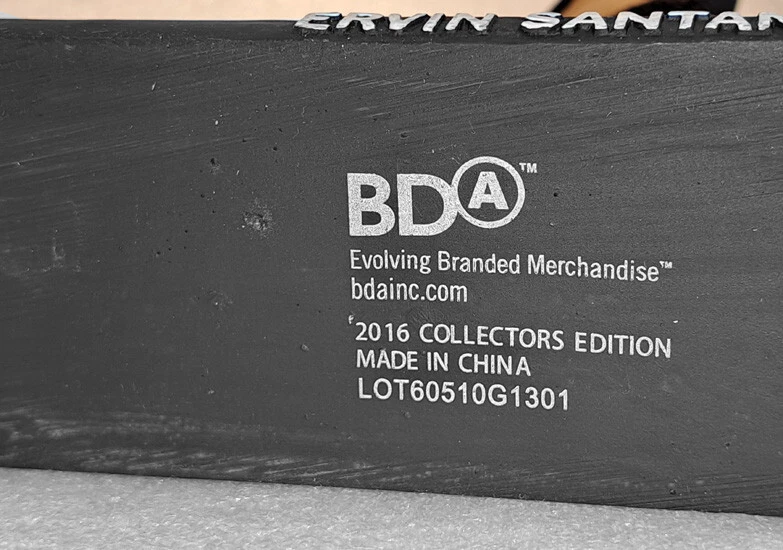 ERVIN SANTAN
BDA™
Evolving Branded Merchandise™
bdainc.com
2016 COLLECTORS EDITION
MADE IN CHINA
LOT60510G1301